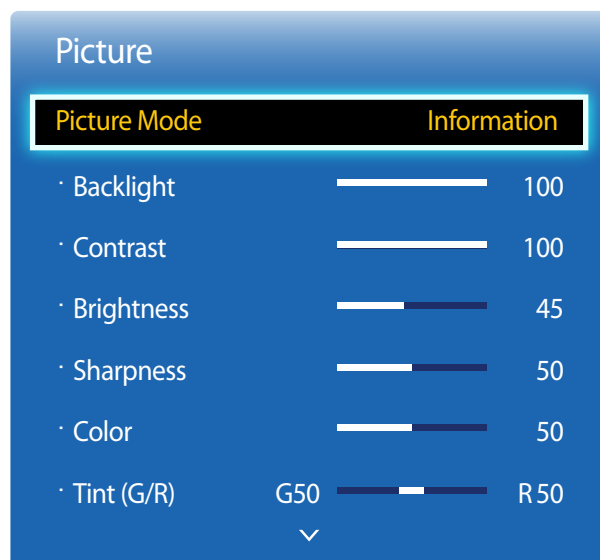 Picture
Picture Mode Information
· Backlight 100
· Contrast 100
· Brightness 45
· Sharpness 50
· Color 50
· Tint (G/R) G50 R50